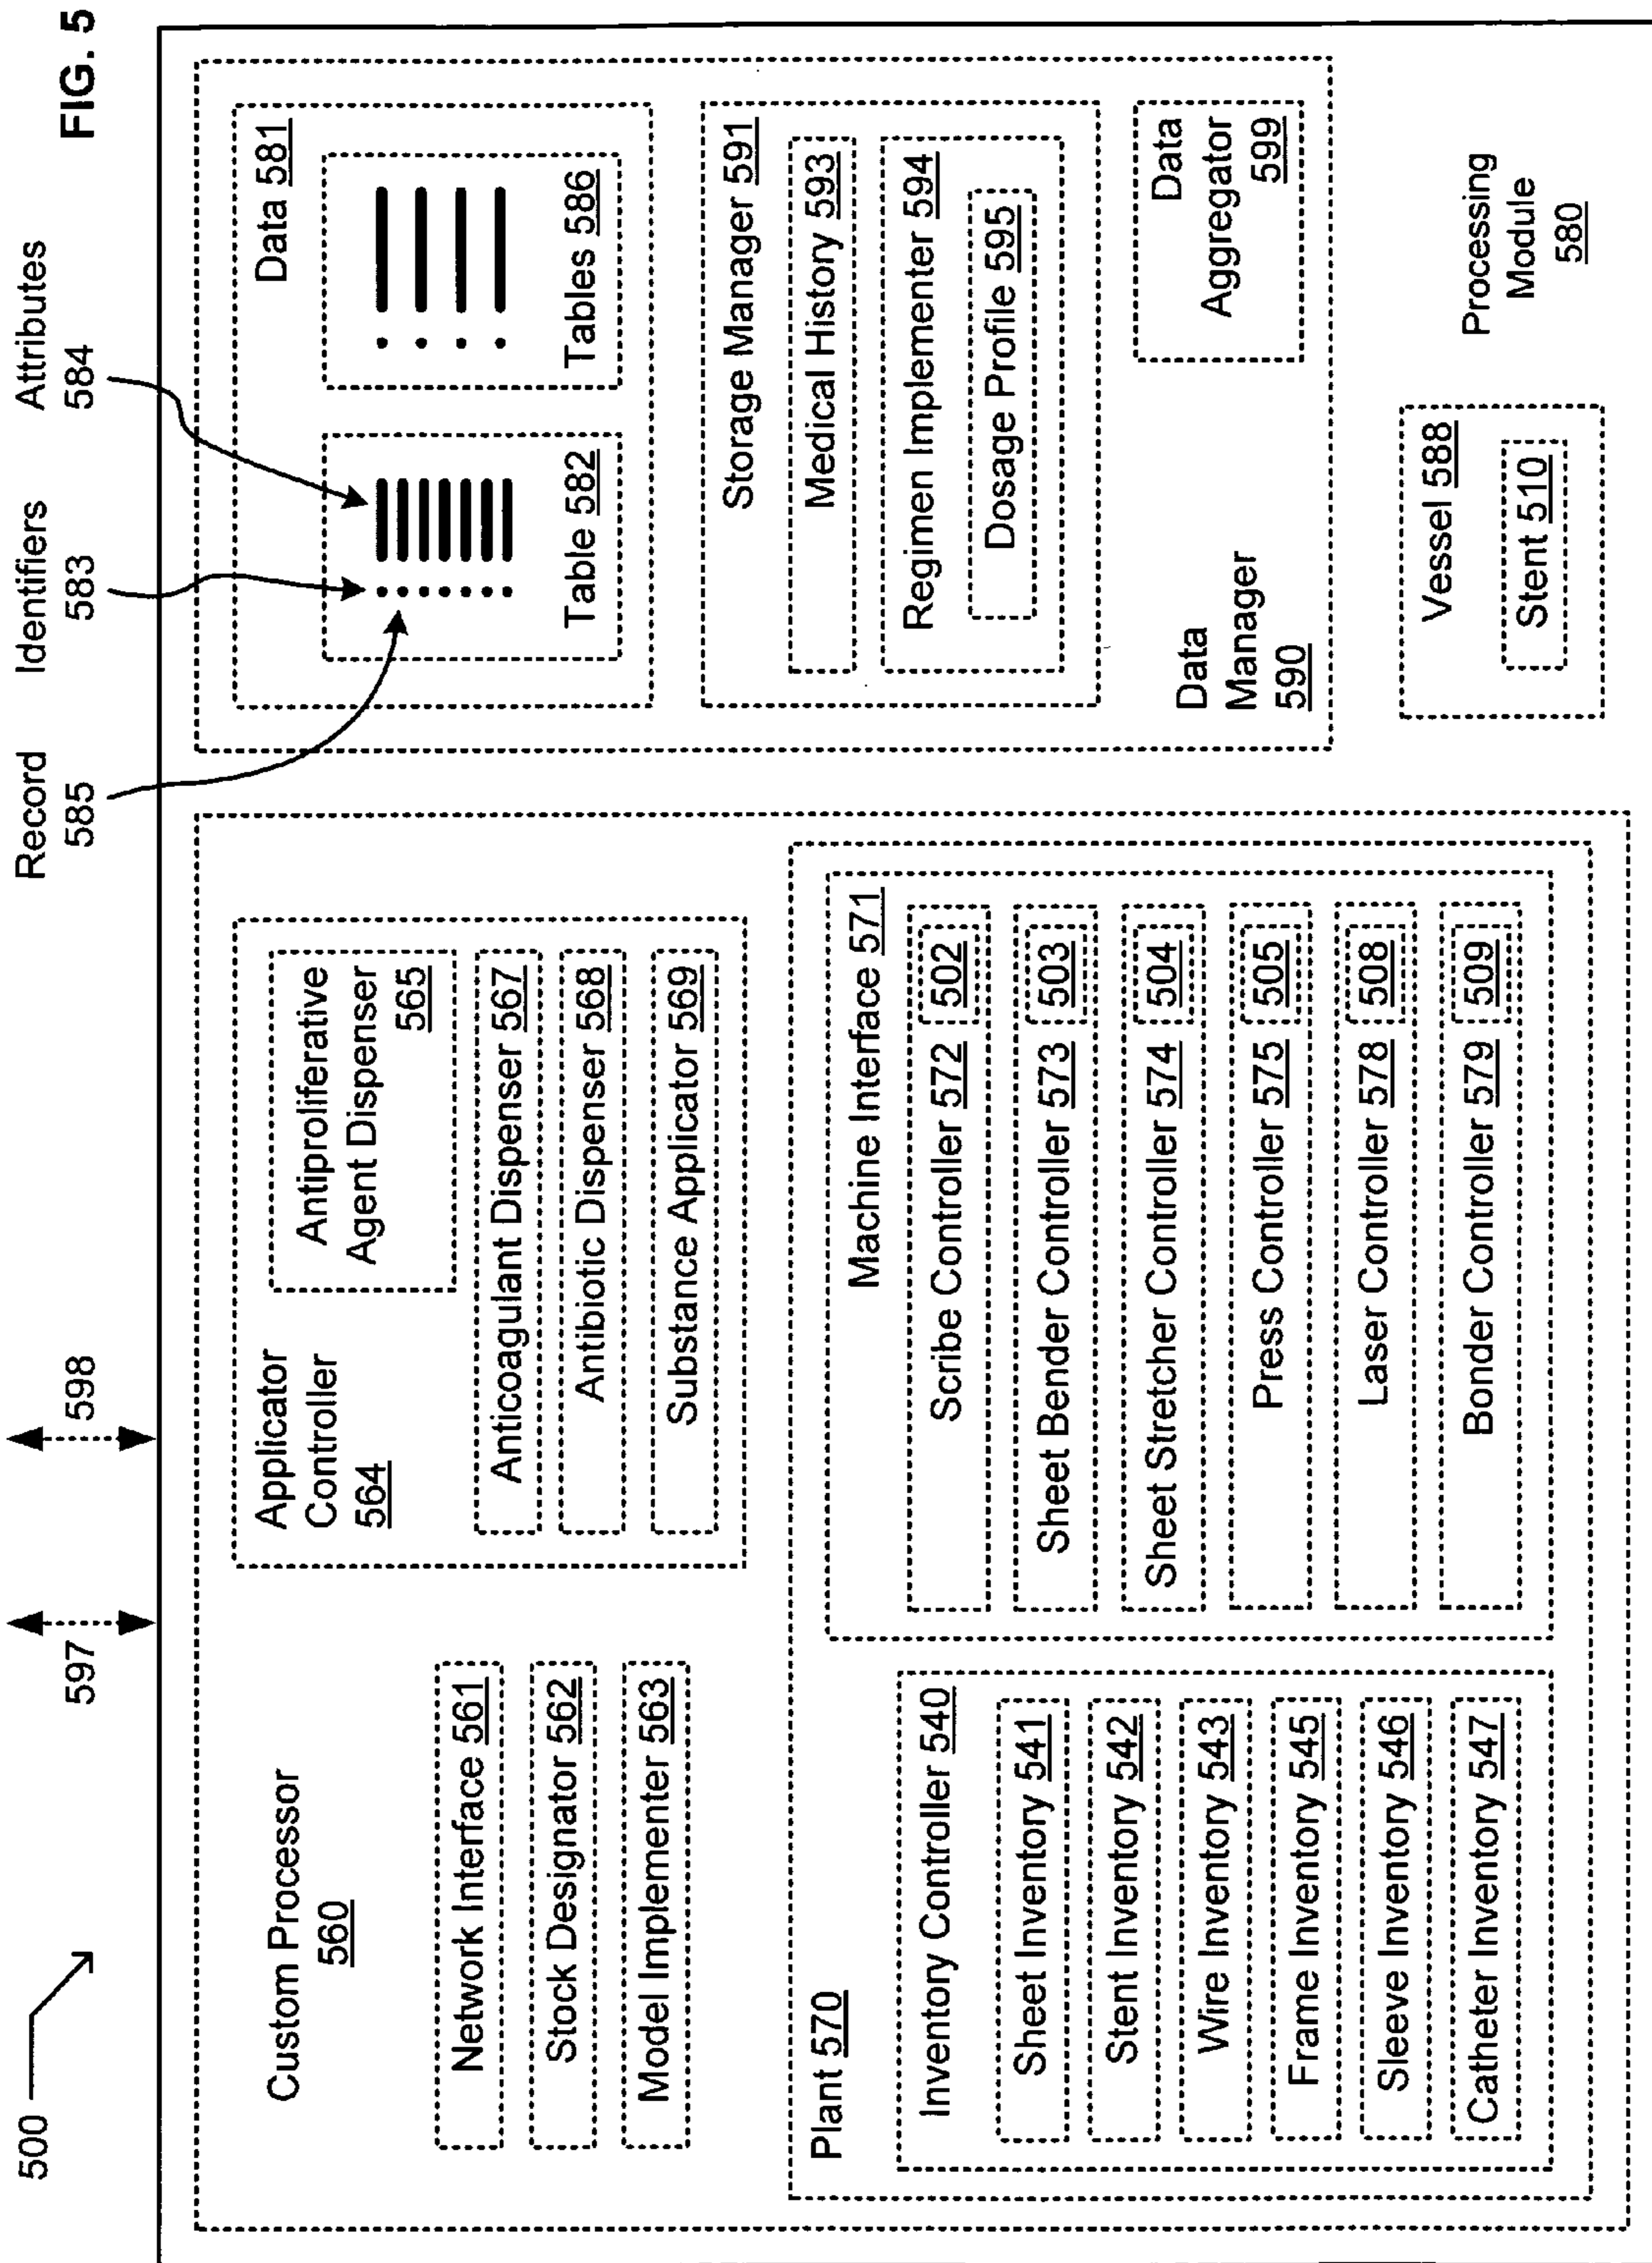 FIG. 5
500
597
598
Record
585
Identifiers
583
Attributes
584
Custom Processor
560
Network Interface 561
Stock Designator 562
Model Implementer 563
Applicator
Controller
564
Antiproliferative
Agent Dispenser
565
Anticoagulant Dispenser 567
Antibiotic Dispenser 568
Substance Applicator 569
Plant 570
Inventory Controller 540
Sheet Inventory 541
Stent Inventory 542
Wire Inventory 543
Frame Inventory 545
Sleeve Inventory 546
Catheter Inventory 547
Machine Interface 571
Scribe Controller 572 502
Sheet Bender Controller 573 503
Sheet Stretcher Controller 574 504
Press Controller 575 505
Laser Controller 578 508
Bonder Controller 579 509
Data 581
Table 582
Tables 586
Storage Manager 591
Medical History 593
Regimen Implementer 594
Dosage Profile 595
Data
Manager
590
Data
Aggregator
599
Vessel 588
Stent 510
Processing
Module
580